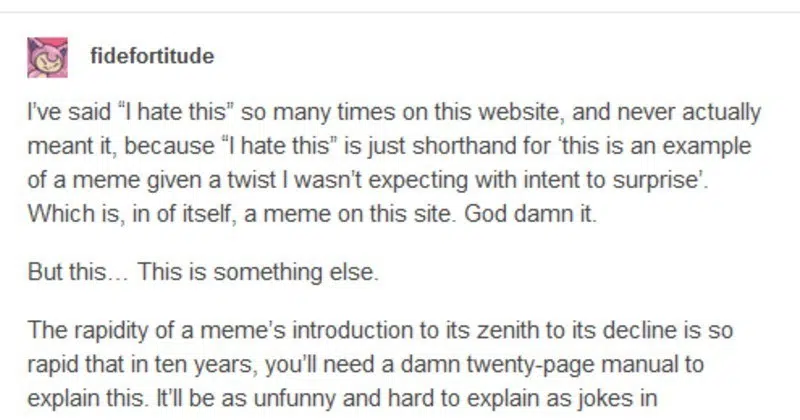 fidefortitude
I've said “I hate this” so many times on this website, and never actually
meant it, because “I hate this” is just shorthand for ‘this is an example
of a meme given a twist I wasn't expecting with intent to surprise’.
Which is, in of itself, a meme on this site. God damn it.
But this… This is something else.
The rapidity of a meme's introduction to its zenith to its decline is so
rapid that in ten years, you'll need a damn twenty-page manual to
explain this. It'll be as unfunny and hard to explain as jokes in